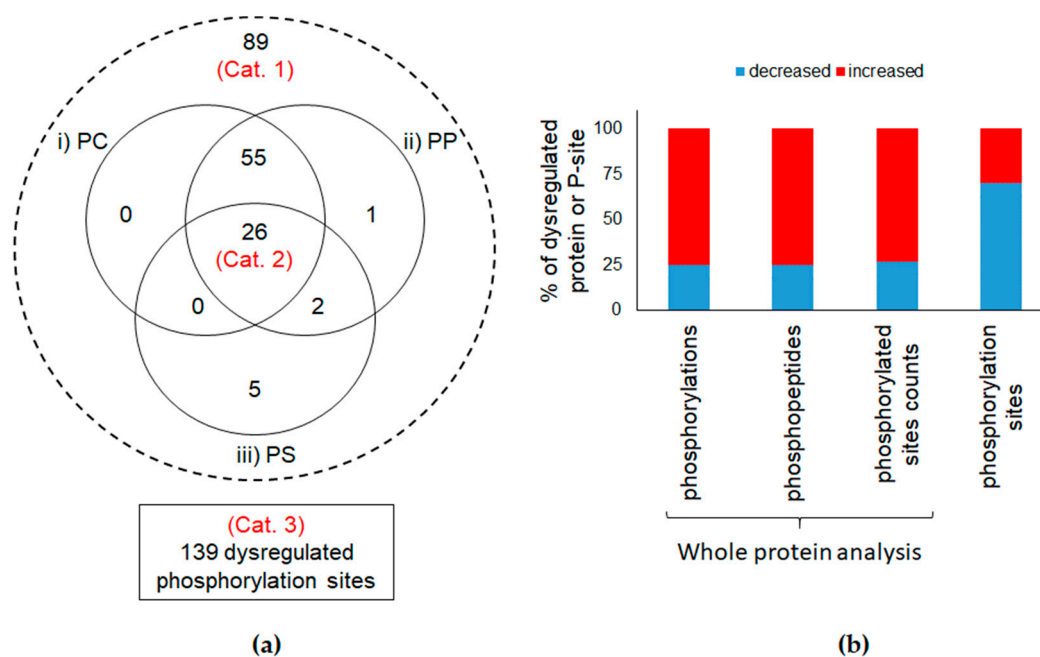 89
(Cat. 1)
i) PC
ii) PP
55
0
1
26
(Cat. 2)
0
2
5
iii) PS
(Cat. 3)
139 dysregulated
phosphorylation sites
(a)
decreased increased
% of dysregulated
protein or P-site
100
75
50
25
0
phosphorylations
phosphopeptides
phosphorylated
sites counts
phosphorylation
sites
Whole protein analysis
(b)